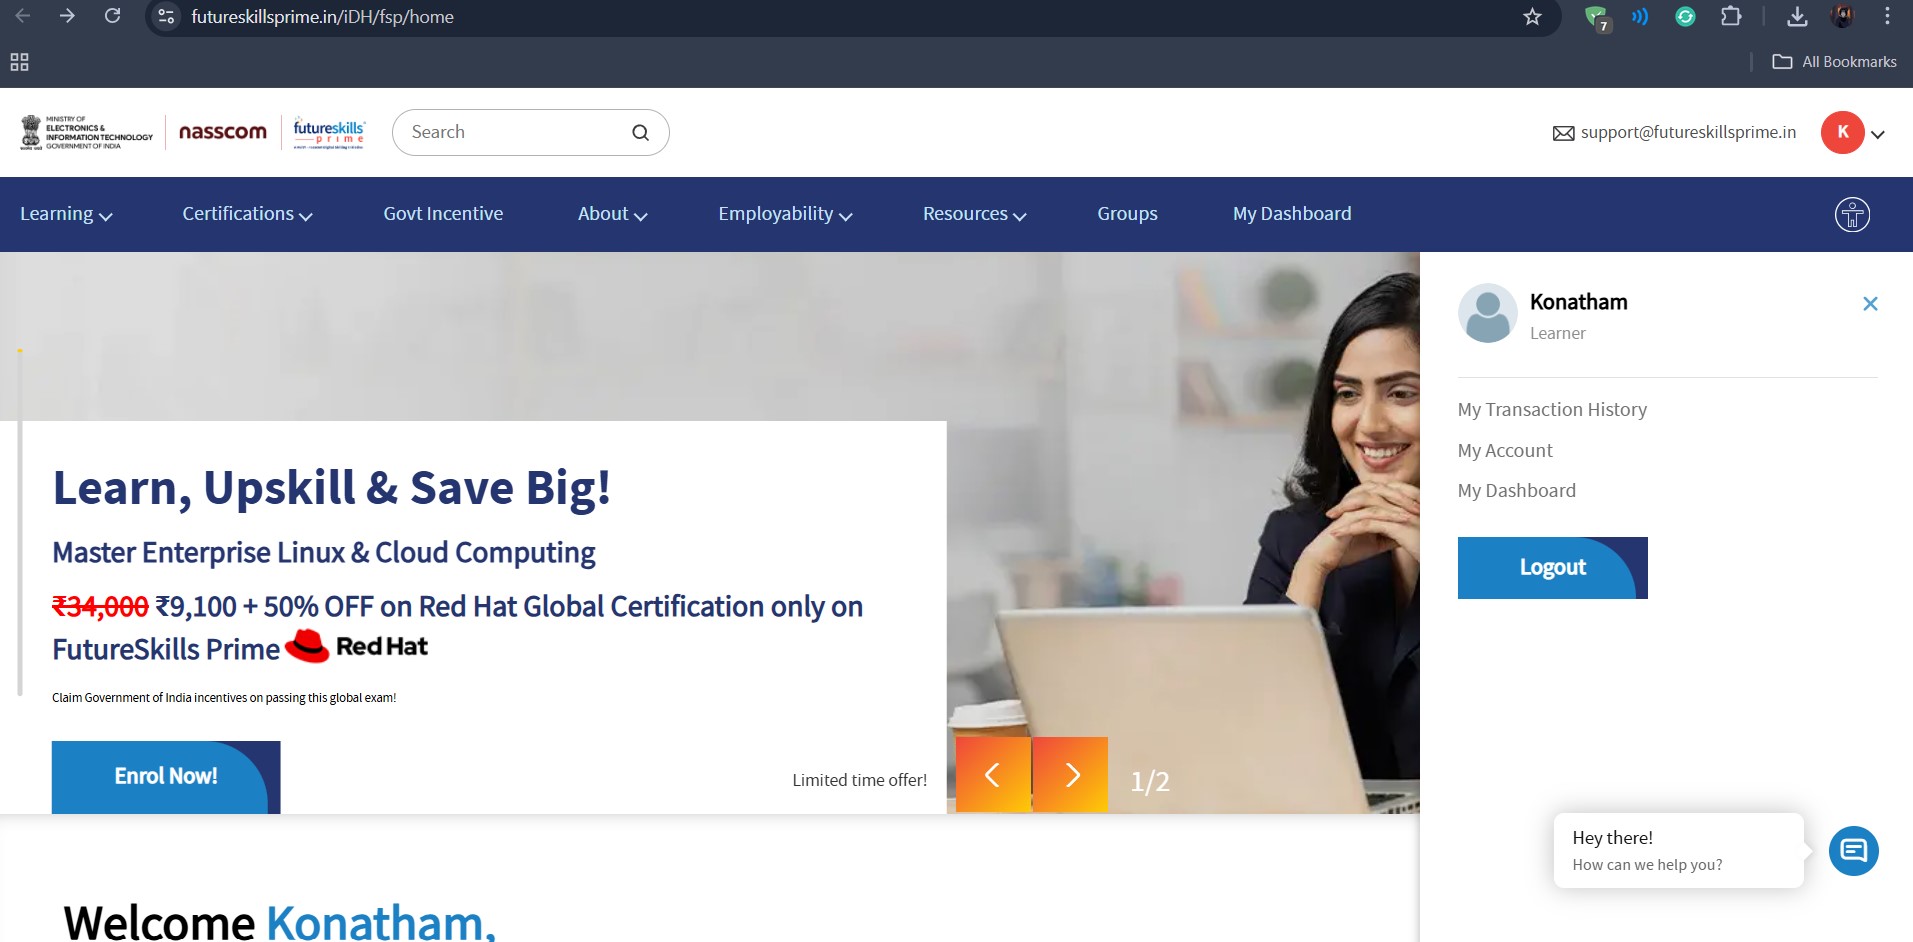 futureskillsprime.in/iDH/fsp/home
7
All Bookmarks
MINISTRY OF
ELECTRONICS &
INFORMATION TECHNOLOGY
GOVERNMENT OF INDIA
nasscom
futureskills
prime
Search
support@futureskillsprime.in
K
Learning
Certifications
Govt Incentive
About
Employability
Resources
Groups
My Dashboard
Konatham
Learner
My Transaction History
My Account
My Dashboard
Logout
Learn, Upskill & Save Big!
Master Enterprise Linux & Cloud Computing
₹34,000 ₹9,100 + 50% OFF on Red Hat Global Certification only on
FutureSkills Prime Red Hat
Claim Government of India incentives on passing this global exam!
Enrol Now!
Limited time offer!
1/2
Hey there!
How can we help you?
Welcome Konatham,